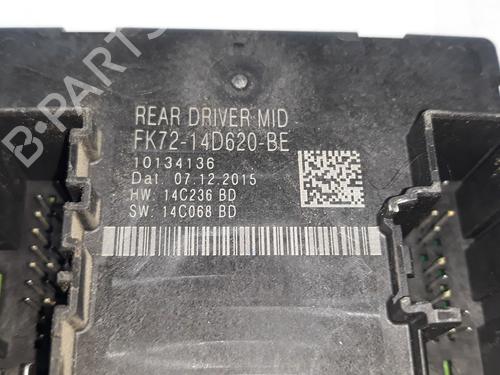 B-PARTS
REAR DRIVER MID
FK72-14D620-BE
10134136
Dat. 07.12.2015
HW: 14C236 BD
SW: 14C068 BD